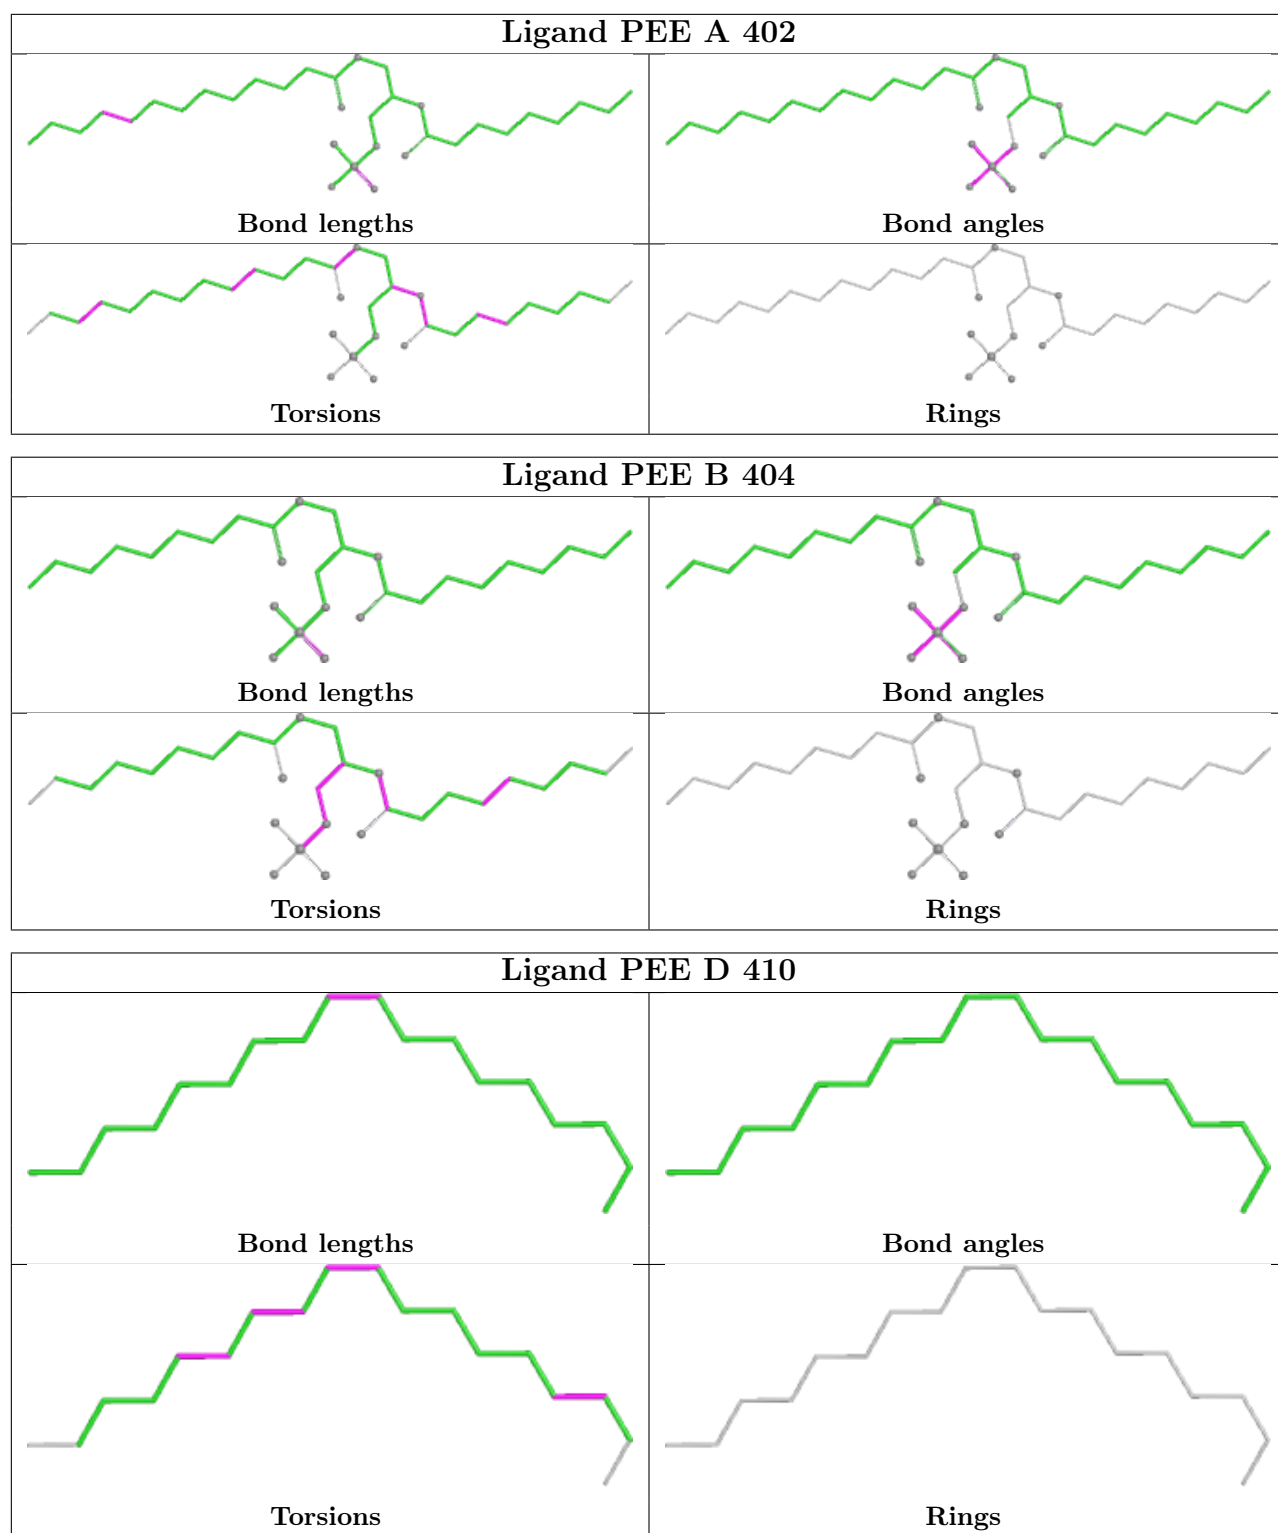 Ligand PEE A 402
Bond lengths
Bond angles
Torsions
Rings
Ligand PEE B 404
Bond lengths
Bond angles
Torsions
Rings
Ligand PEE D 410
Bond lengths
Bond angles
Torsions
Rings